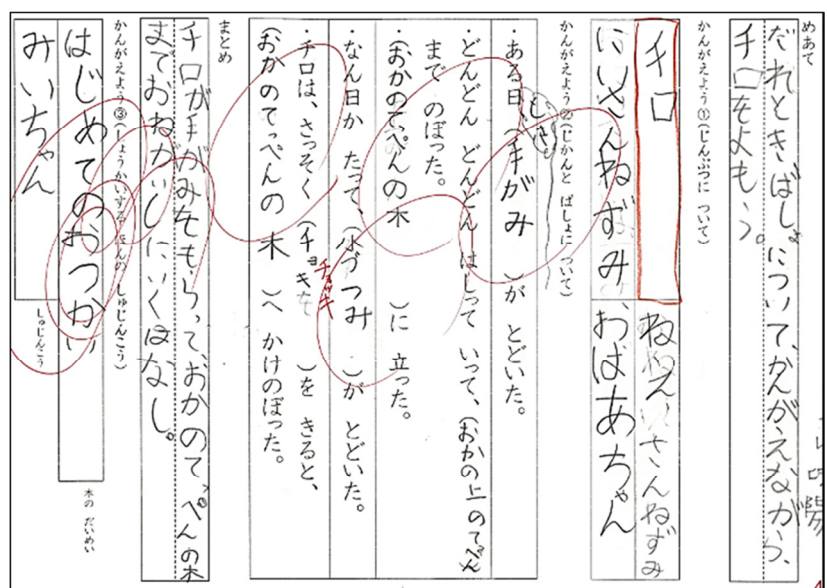 めあて
だれときばしょについて、かんがえながら、
チロをよもう。
かんがえよう①(じんぶつに ついて)
チロ ねえさんねずみ
にいさんねずみ おばあちゃん
かんがえよう②(じかんと ばしょに ついて)
・ある日、(手がみ )が とどいた。
・どんどん どんどん はしって いって、(おかの上のてっぺん
まで のぼった。
・(おかのてっぺんの木 )に 立った。
・なん日か たって、(小づつみ )が とどいた。
・チロは、さっそく (チョッキ )を きると、
(おかのてっぺんの 木 )へ かけのぼった。
まとめ
チロが手がみをもらって、おかのてっぺんの木
までおねがいしにいくはなし。
かんがえよう③(しょうかいする 本の しゅじんこう)
はじめてのおつかい
本の だいめい
みいちゃん
しゅじんこう